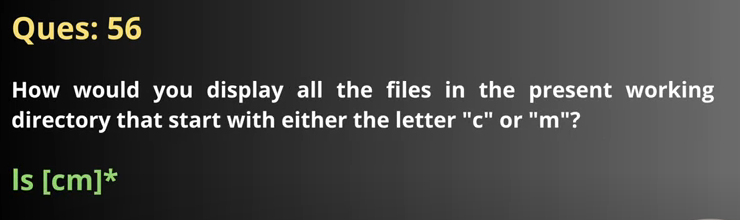 Ques: 56
How would you display all the files in the present working
directory that start with either the letter "c" or "m"?
ls [cm]*